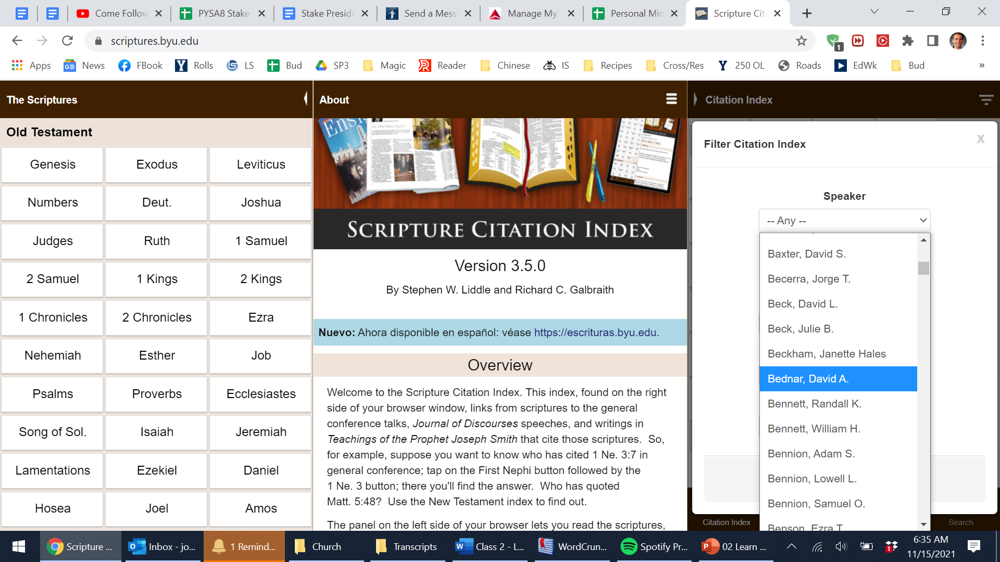 Come Follow
PYSA8 Stake
Stake Preside
Send a Mess
Manage My
Personal Min
Scripture Cita
scriptures.byu.edu
1
Apps
News
FBook
Rolls
LS
Bud
SP3
Magic
Reader
Chinese
IS
Recipes
Cross/Res
250 OL
Roads
EdWk
Bud
»
The Scriptures
Old Testament
Genesis
Exodus
Leviticus
Numbers
Deut.
Joshua
Judges
Ruth
1 Samuel
2 Samuel
1 Kings
2 Kings
1 Chronicles
2 Chronicles
Ezra
Nehemiah
Esther
Job
Psalms
Proverbs
Ecclesiastes
Song of Sol.
Isaiah
Jeremiah
Lamentations
Ezekiel
Daniel
Hosea
Joel
Amos
About
Ensign
As We Meet Again
SCRIPTURE CITATION INDEX
Version 3.5.0
By Stephen W. Liddle and Richard C. Galbraith
Nuevo: Ahora disponible en español: véase https://escrituras.byu.edu.
Overview
Welcome to the Scripture Citation Index. This index, found on the right
side of your browser window, links from scriptures to the general
conference talks, Journal of Discourses speeches, and writings in
Teachings of the Prophet Joseph Smith that cite those scriptures.  So,
for example, suppose you want to know who has cited 1 Ne. 3:7 in
general conference; tap on the First Nephi button followed by the
1 Ne. 3 button; there you'll find the answer.  Who has quoted
Matt. 5:48?  Use the New Testament index to find out.
The panel on the left side of your browser lets you read the scriptures,
Citation Index
Filter Citation Index
X
Speaker
-- Any --
Baxter, David S.
Becerra, Jorge T.
Beck, David L.
Beck, Julie B.
Beckham, Janette Hales
Bednar, David A.
Bennett, Randall K.
Bennett, William H.
Bennion, Adam S.
Bennion, Lowell L.
Bennion, Samuel O.
Benson, Ezra T.
Citation Index
Search
Scripture ...
Inbox - jo...
1 Remind...
Church
Transcripts
Class 2 - L...
WordCrun...
Spotify Pr...
02 Learn ...
1
6:35 AM
11/15/2021